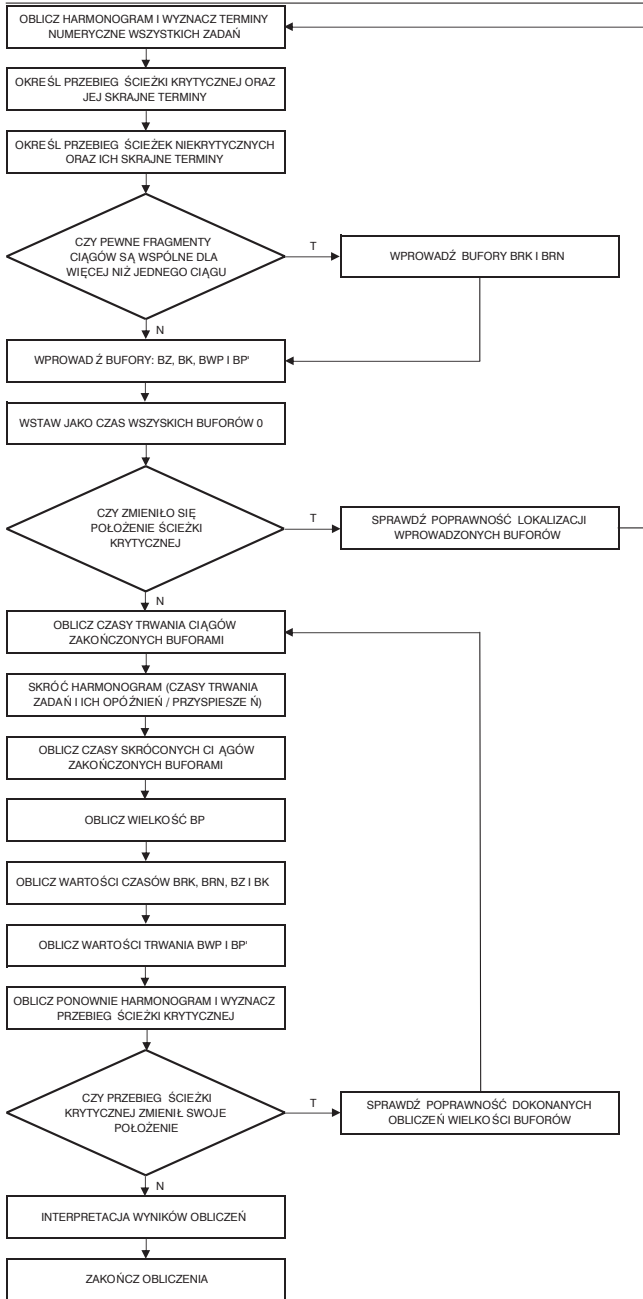 OBLICZ HARMONOGRAM I WYZNACZ TERMINY
NUMERYCZNE WSZYSTKICH ZADAŃ
OKREŚL PRZEBIEG ŚCIEŻKI KRYTYCZNEJ ORAZ
JEJ SKRAJNE TERMINY
OKREŚL PRZEBIEG ŚCIEŻEK NIEKRYTYCZNYCH
ORAZ ICH SKRAJNE TERMINY
CZY PEWNE FRAGMENTY
CIĄGÓW SĄ WSPÓLNE DLA
WIĘCEJ NIŻ JEDNEGO CIĄGU
T
WPROWADŹ BUFORY BRK I BRN
N
WPROWADŹ BUFORY: BZ, BK, BWP I BP'
WSTAW JAKO CZAS WSZYSKICH BUFORÓW 0
CZY ZMIENIŁO SIĘ
POŁOŻENIE ŚCIEŻKI
KRYTYCZNEJ
T
SPRAWDŹ POPRAWNOŚĆ LOKALIZACJI
WPROWADZONYCH BUFORÓW
N
OBLICZ CZASY TRWANIA CIĄGÓW
ZAKOŃCZONYCH BUFORAMI
SKRÓĆ HARMONOGRAM (CZASY TRWANIA
ZADAŃ I ICH OPÓŹNIEŃ / PRZYSPIESZEŃ)
OBLICZ CZASY SKRÓCONYCH CIĄGÓW
ZAKOŃCZONYCH BUFORAMI
OBLICZ WIELKOŚĆ BP
OBLICZ WARTOŚCI CZASÓW BRK, BRN, BZ I BK
OBLICZ WARTOŚCI TRWANIA BWP I BP'
OBLICZ PONOWNIE HARMONOGRAM I WYZNACZ
PRZEBIEG ŚCIEŻKI KRYTYCZNEJ
CZY PRZEBIEG ŚCIEŻKI
KRYTYCZNEJ ZMIENIŁ SWOJE
POŁOŻENIE
T
SPRAWDŹ POPRAWNOŚĆ DOKONANYCH
OBLICZEŃ WIELKOŚCI BUFORÓW
N
INTERPRETACJA WYNIKÓW OBLICZEŃ
ZAKOŃCZ OBLICZENIA